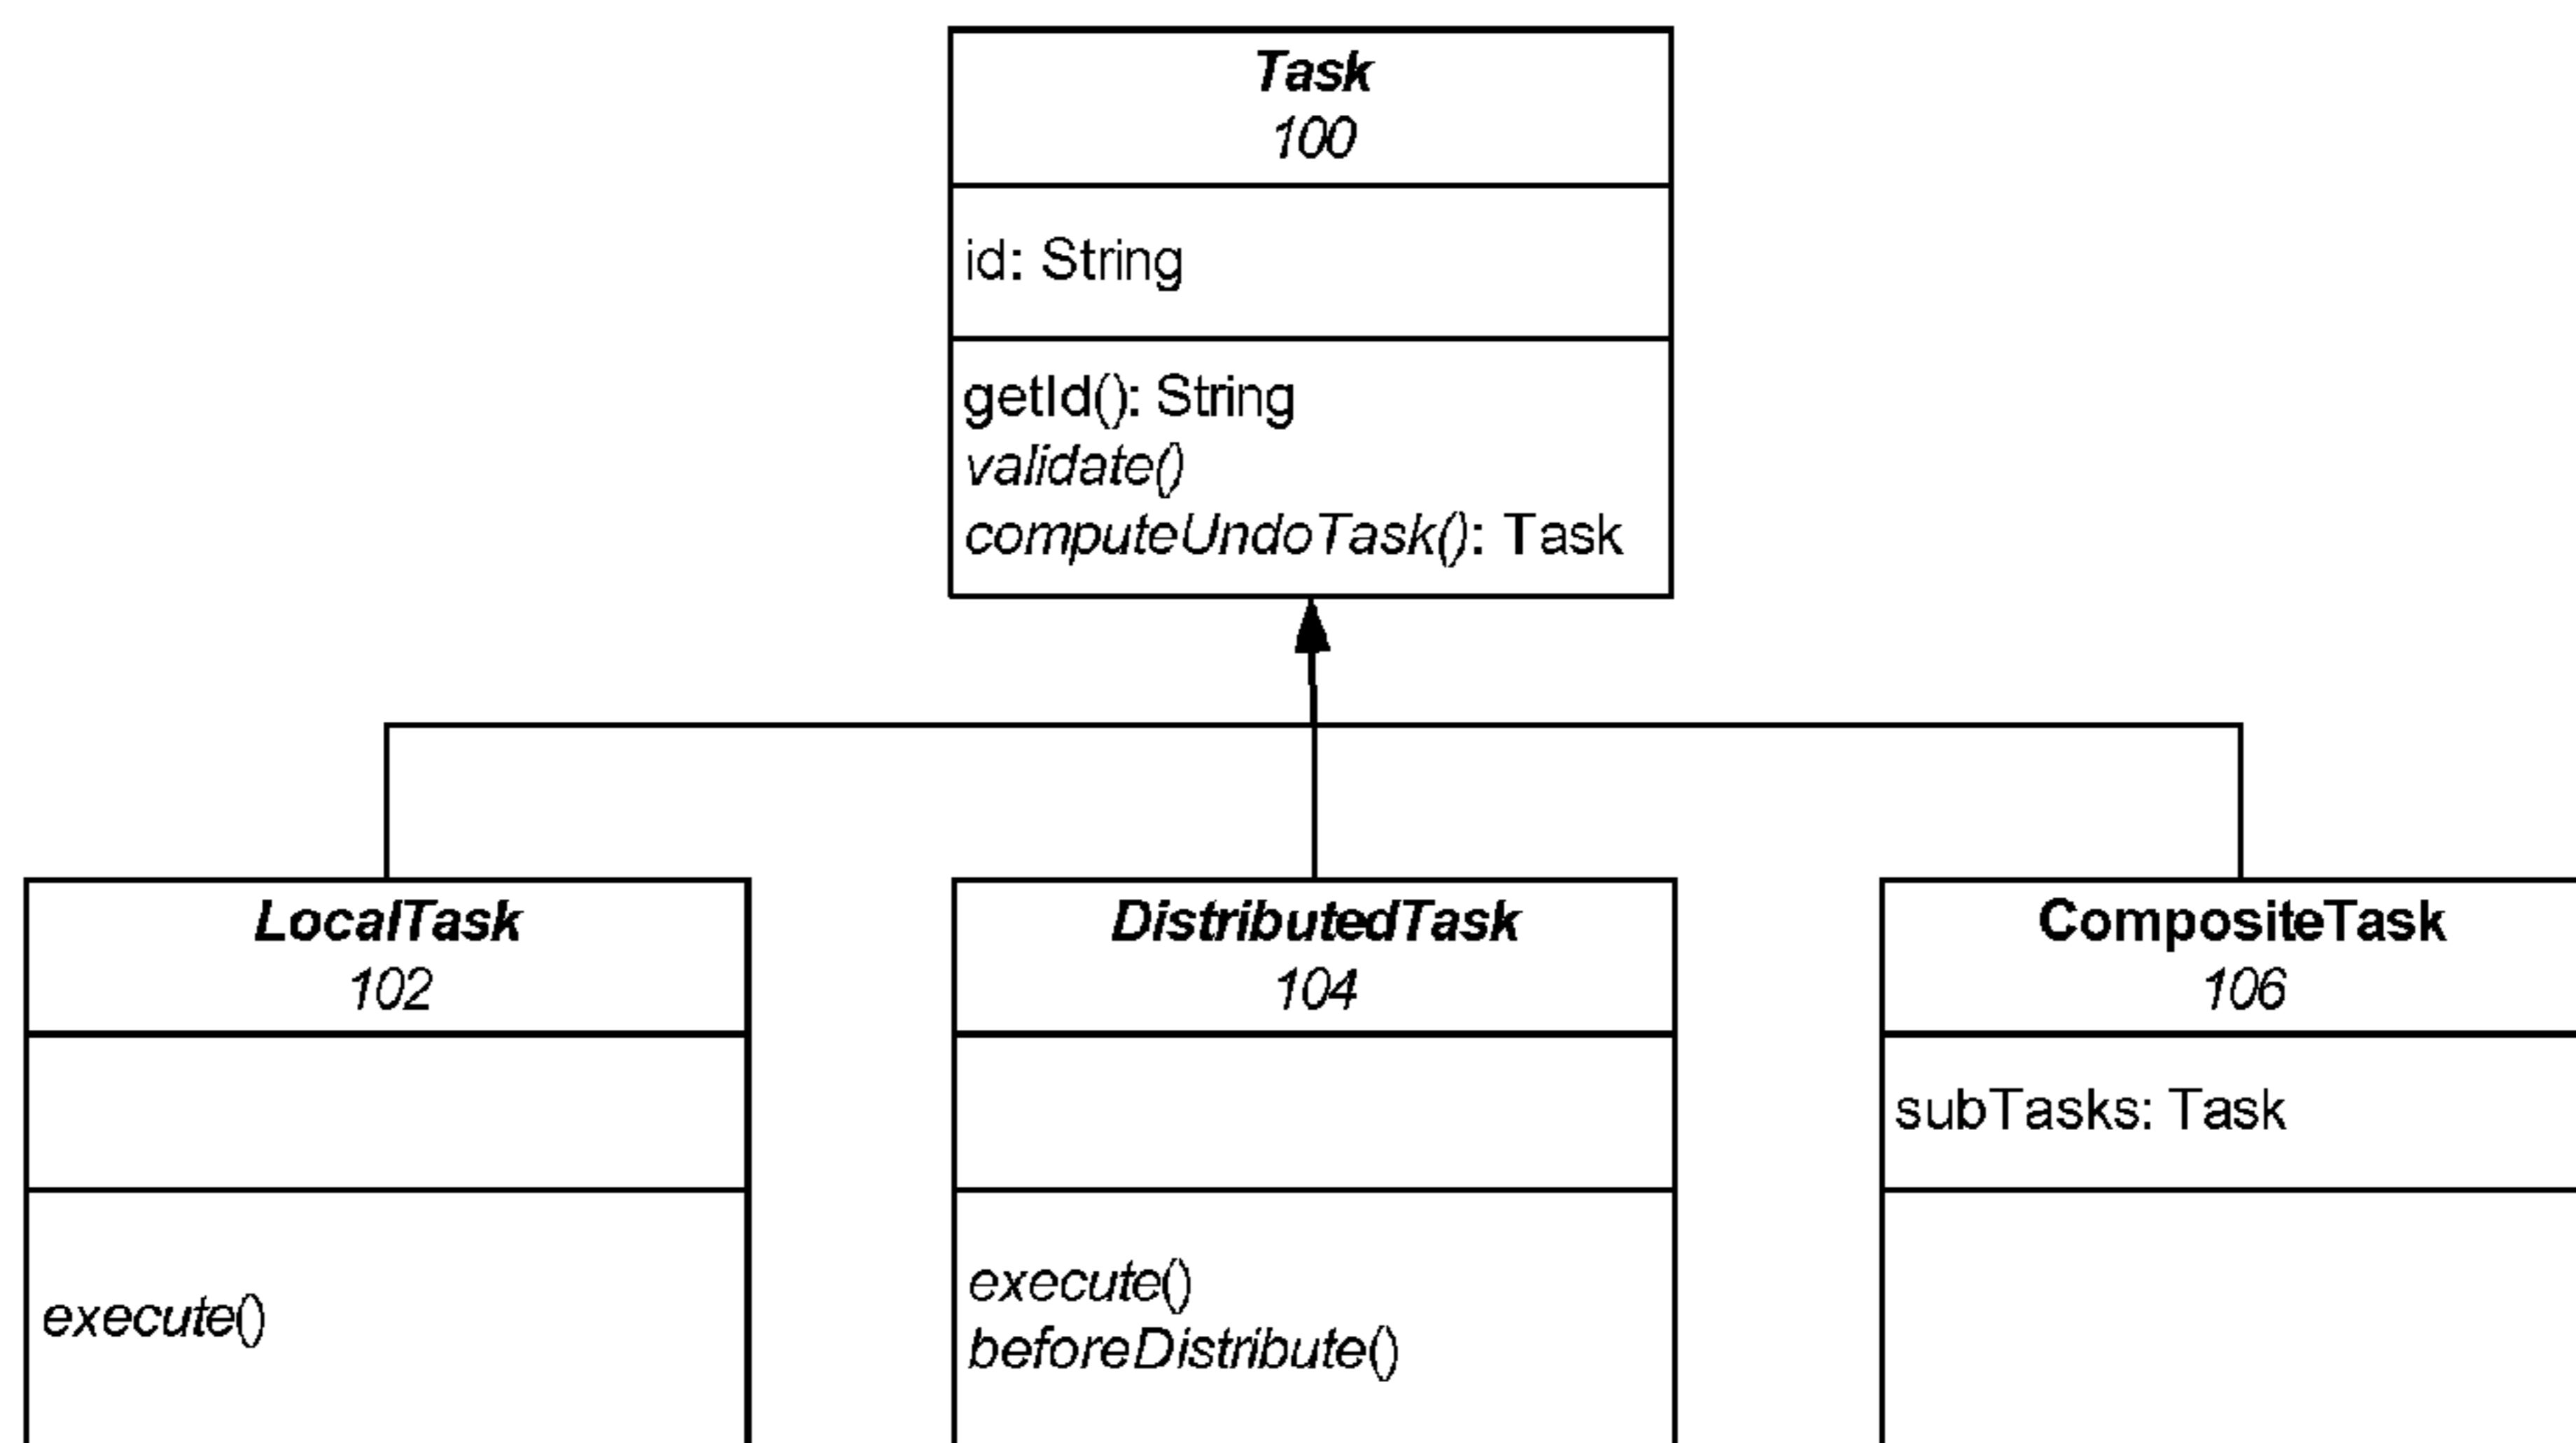 Task
100
id: String
getId(): String
validate()
computeUndoTask(): Task
LocalTask
102
execute()
DistributedTask
104
execute()
beforeDistribute()
CompositeTask
106
subTasks: Task